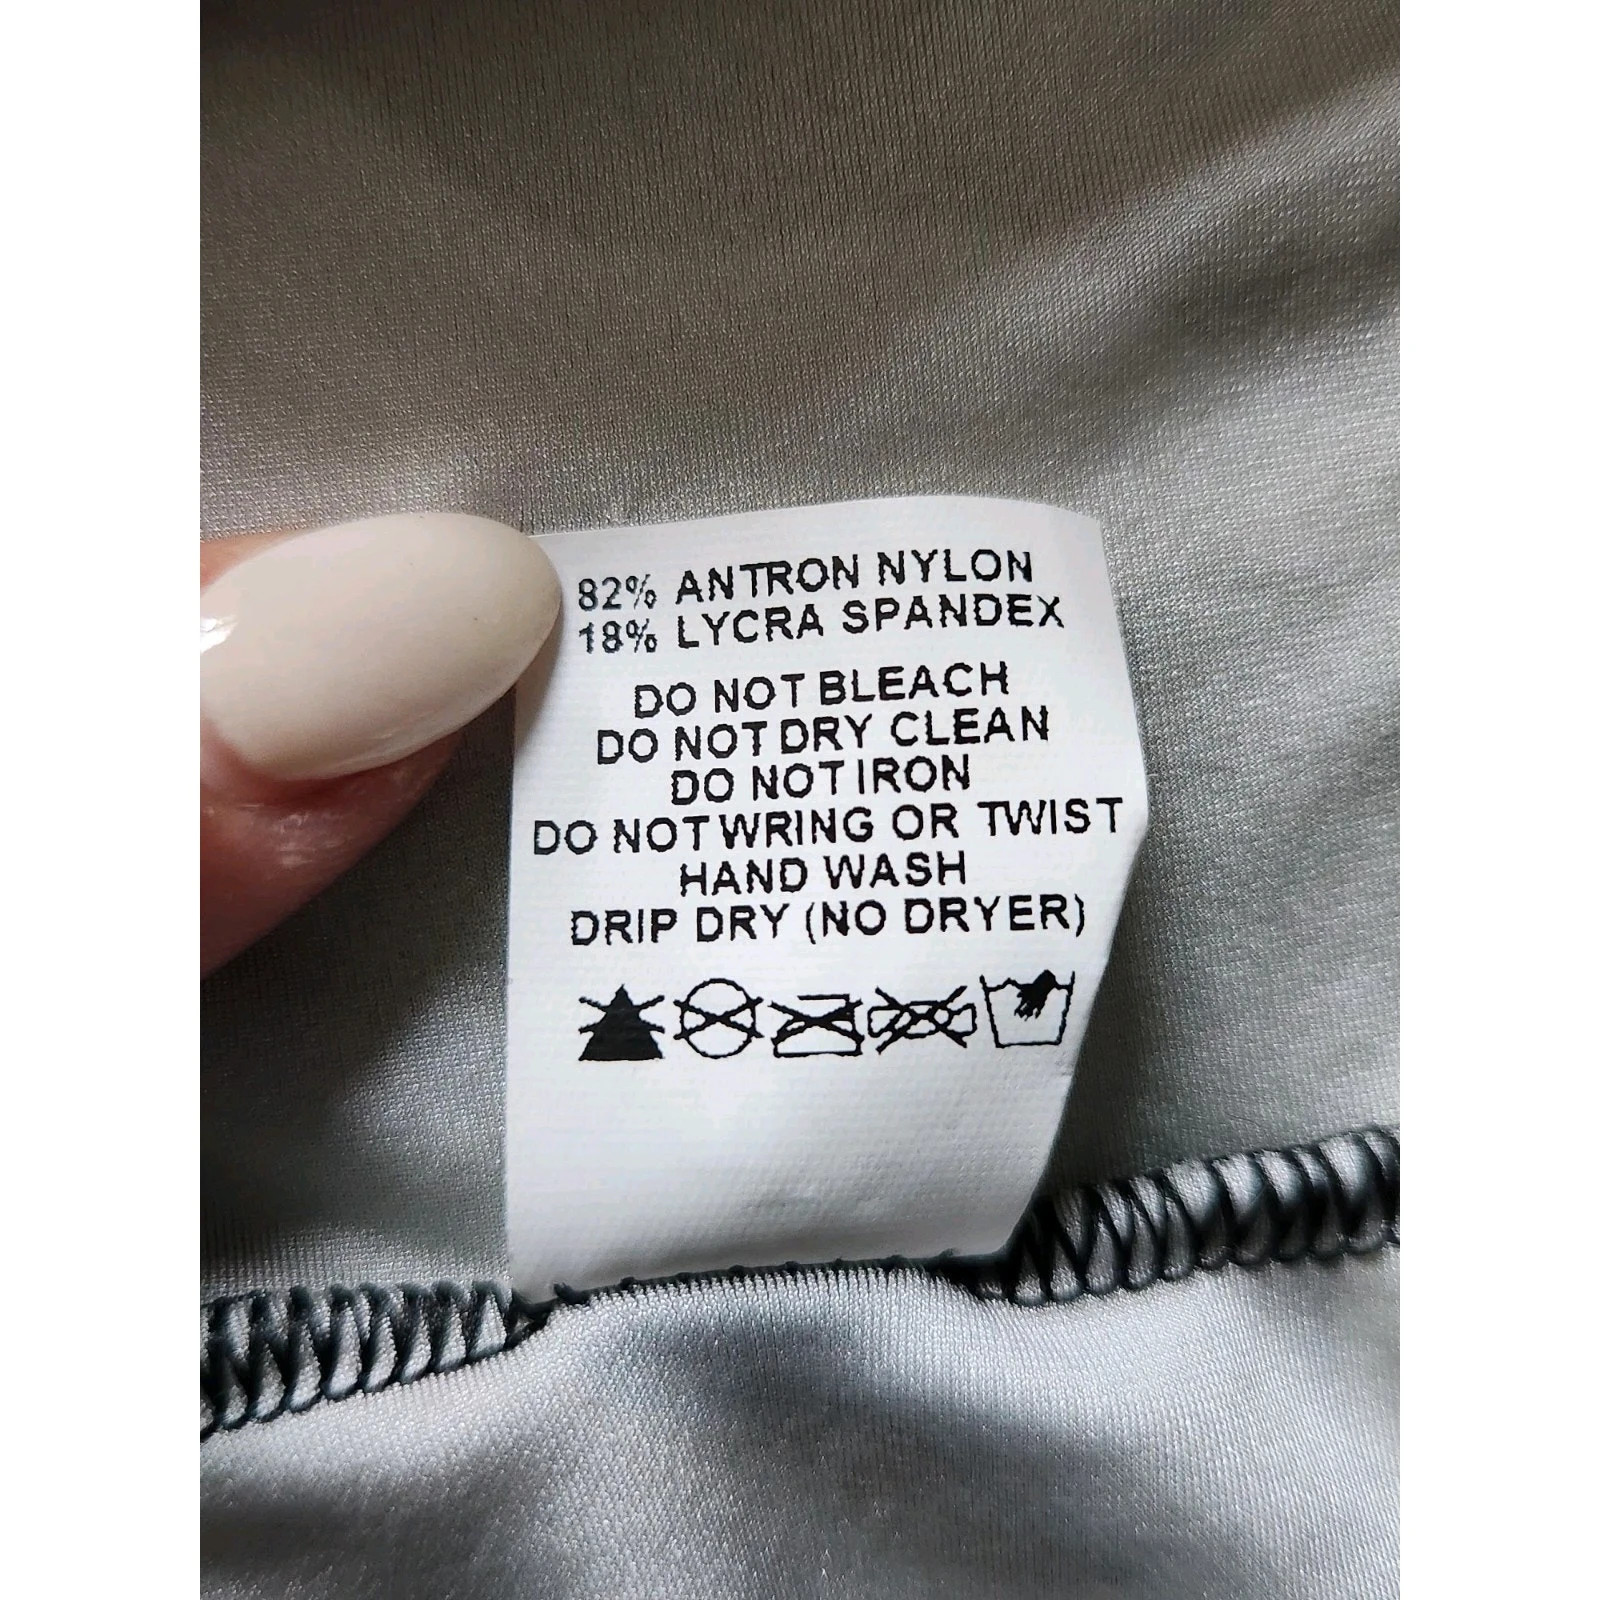 82% ANTRON NYLON
18% LYCRA SPANDEX
DO NOT BLEACH
DO NOT DRY CLEAN
DO NOT IRON
DO NOT WRING OR TWIST
HAND WASH
DRIP DRY (NO DRYER)